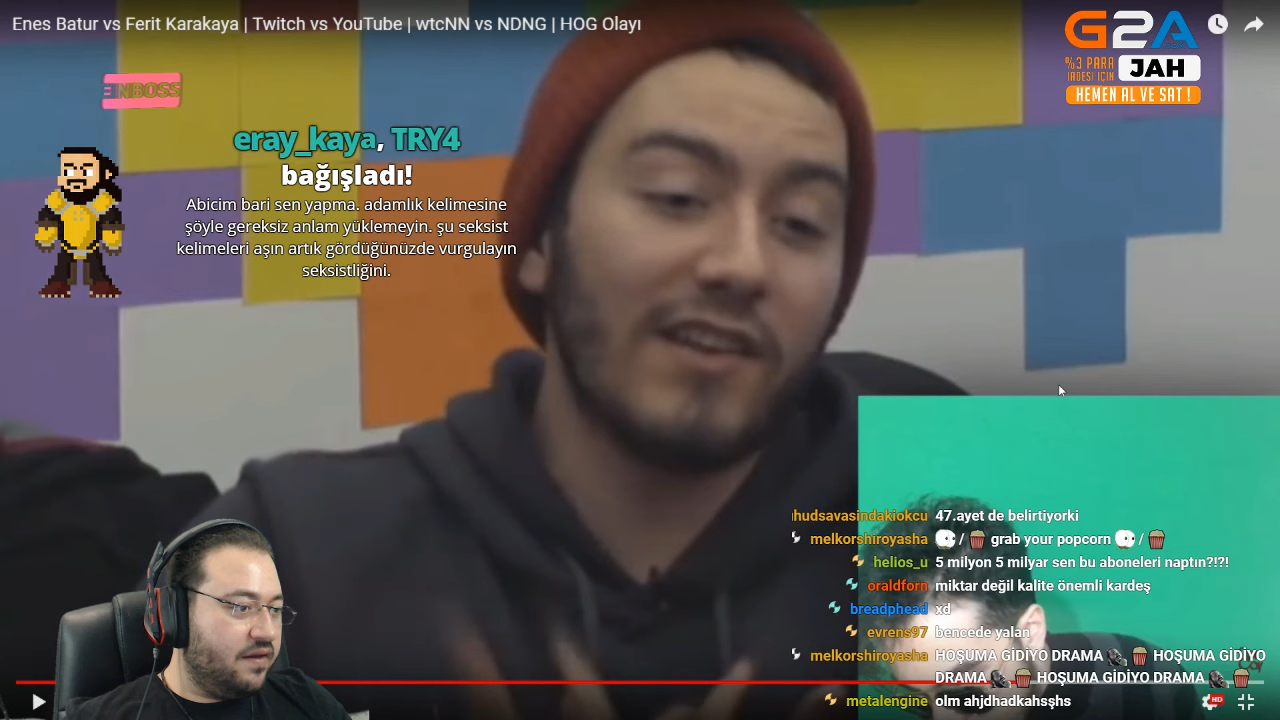 Enes Batur vs Ferit Karakaya | Twitch vs YouTube | wtcNN vs NDNG | HOG Olayı
G2A
%3 PARA
İADESİ İÇİN
JAH
HEMEN AL VE SAT !
eray_kaya, TRY4
bağışladı!
Abicim bari sen yapma. adamlık kelimesine
şöyle gereksiz anlam yüklemeyin. şu seksist
kelimeleri aşın artık gördüğünüzde vurgulayın
seksistliğini.
hudsavasindakiokcu 47.ayet de belirtiyorki
melkorshiroyasha / grab your popcorn /
helios_u 5 milyon 5 milyar sen bu aboneleri naptın?!?!
oraldforn miktar değil kalite önemli kardeş
breadphead xd
evrens97 bencede yalan
melkorshiroyasha HOŞUMA GİDİYO DRAMA HOŞUMA GİDİYO
DRAMA HOŞUMA GİDİYO DRAMA
metalengine olm ahjdhadkahsşhs
HD